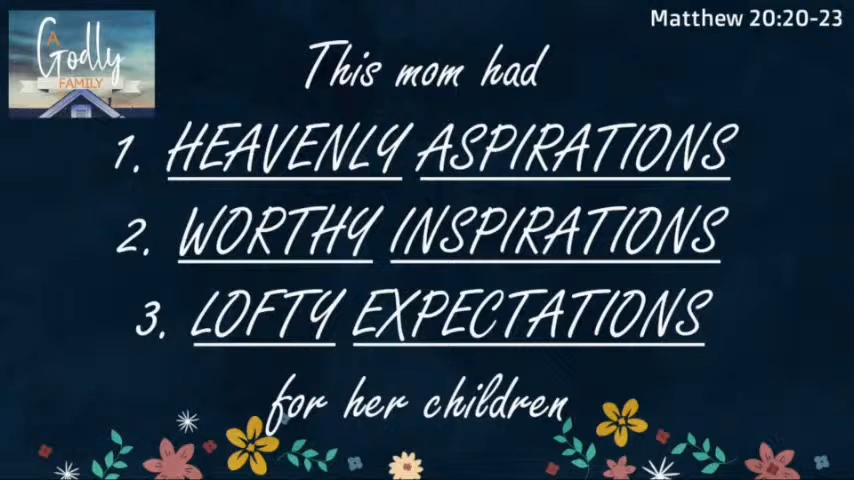 Matthew 20:20-23
A
Godly
FAMILY
This mom had
1. HEAVENLY ASPIRATIONS
2. WORTHY INSPIRATIONS
3. LOFTY EXPECTATIONS
for her children